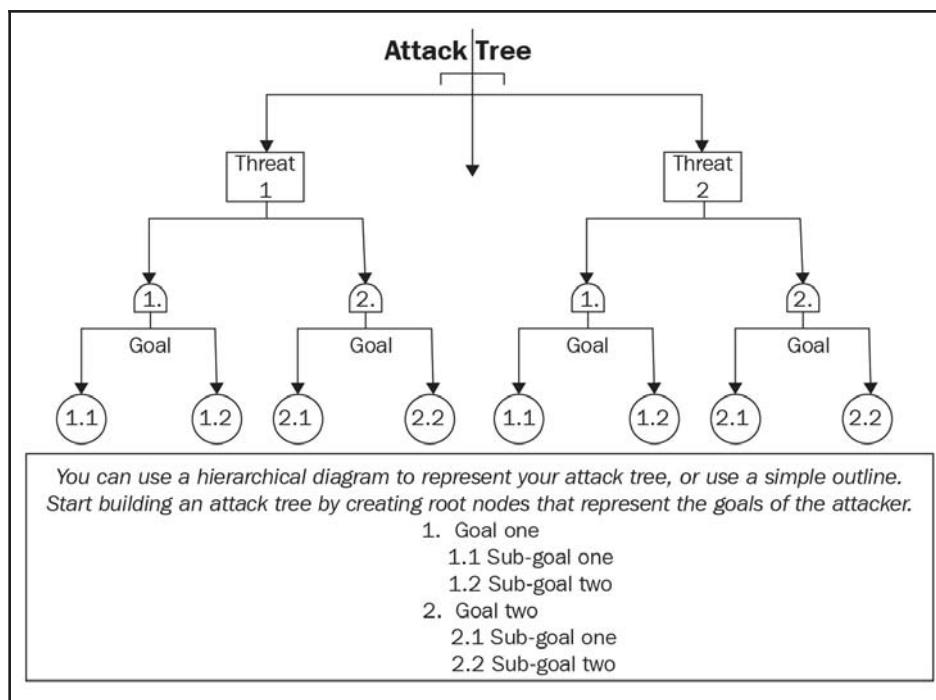 Attack Tree
Threat
1
Threat
2
1.
2.
1.
2.
Goal
Goal
Goal
Goal
1.1
1.2
2.1
2.2
1.1
1.2
2.1
2.2
You can use a hierarchical diagram to represent your attack tree, or use a simple outline.
Start building an attack tree by creating root nodes that represent the goals of the attacker.
1. Goal one
1.1 Sub-goal one
1.2 Sub-goal two
2. Goal two
2.1 Sub-goal one
2.2 Sub-goal two